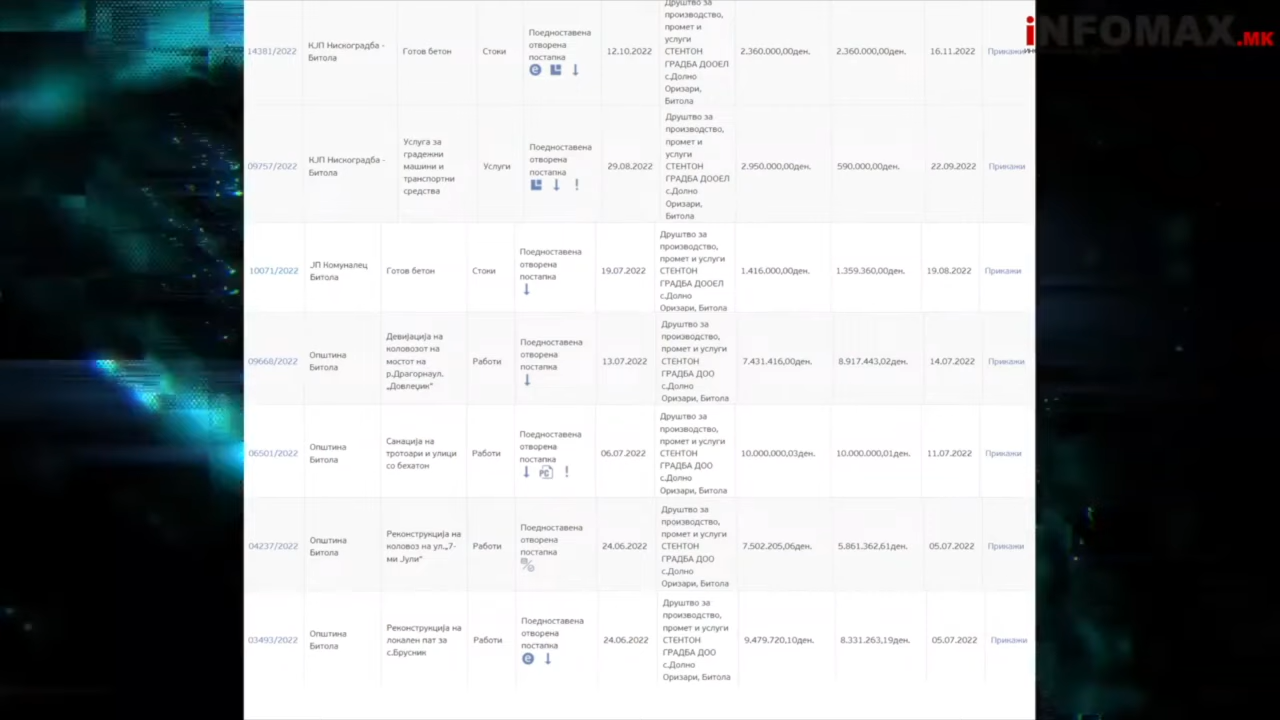 iNFOMAX.мк
Друштво за
производство,
промет и
услуги
СТЕНТОН
ГРАДБА ДООЕЛ
с.Долно
Оризари,
Битола
14381/2022
КЈП Нискоградба -
Битола
Готов бетон
Стоки
Поедноставена
отворена
постапка
12.10.2022
2.360.000,00ден.
2.360.000,00ден.
16.11.2022
Прикажи
09757/2022
КЈП Нискоградба -
Битола
Услуга за
градежни
машини и
транспортни
средства
Услуги
Поедноставена
отворена
постапка
!
29.08.2022
Друштво за
производство,
промет и
услуги
СТЕНТОН
ГРАДБА ДООЕЛ
с.Долно
Оризари,
Битола
2.950.000,00ден.
590.000,00ден.
22.09.2022
Прикажи
10071/2022
ЈП Комуналец
Битола
Готов бетон
Стоки
Поедноставена
отворена
постапка
19.07.2022
Друштво за
производство,
промет и услуги
СТЕНТОН
ГРАДБА ДООЕЛ
с.Долно
Оризари, Битола
1.416.000,00ден.
1.359.360,00ден.
19.08.2022
Прикажи
09668/2022
Општина
Битола
Девијација на
коловозот на
мостот на
р.Драгорнаул.
„Довлеџик“
Работи
Поедноставена
отворена
постапка
13.07.2022
Друштво за
производство,
промет и услуги
СТЕНТОН
ГРАДБА ДОО
с.Долно
Оризари, Битола
7.431.416,00ден.
8.917.443,02ден.
14.07.2022
Прикажи
06501/2022
Општина
Битола
Санација на
тротоари и улици
со бехатон
Работи
Поедноставена
отворена
постапка
!
06.07.2022
Друштво за
производство,
промет и услуги
СТЕНТОН
ГРАДБА ДОО
с.Долно
Оризари, Битола
10.000.000,03ден.
10.000.000,01ден.
11.07.2022
Прикажи
04237/2022
Општина
Битола
Реконструкција на
коловоз на ул.„7-
ми Јули“
Работи
Поедноставена
отворена
постапка
24.06.2022
Друштво за
производство,
промет и услуги
СТЕНТОН
ГРАДБА ДОО
с.Долно
Оризари, Битола
7.502.205,06ден.
5.861.362,61ден.
05.07.2022
Прикажи
03493/2022
Општина
Битола
Реконструкција на
локален пат за
с.Брусник
Работи
Поедноставена
отворена
постапка
24.06.2022
Друштво за
производство,
промет и услуги
СТЕНТОН
ГРАДБА ДОО
с.Долно
Оризари, Битола
9.479.720,10ден.
8.331.263,19ден.
05.07.2022
Прикажи